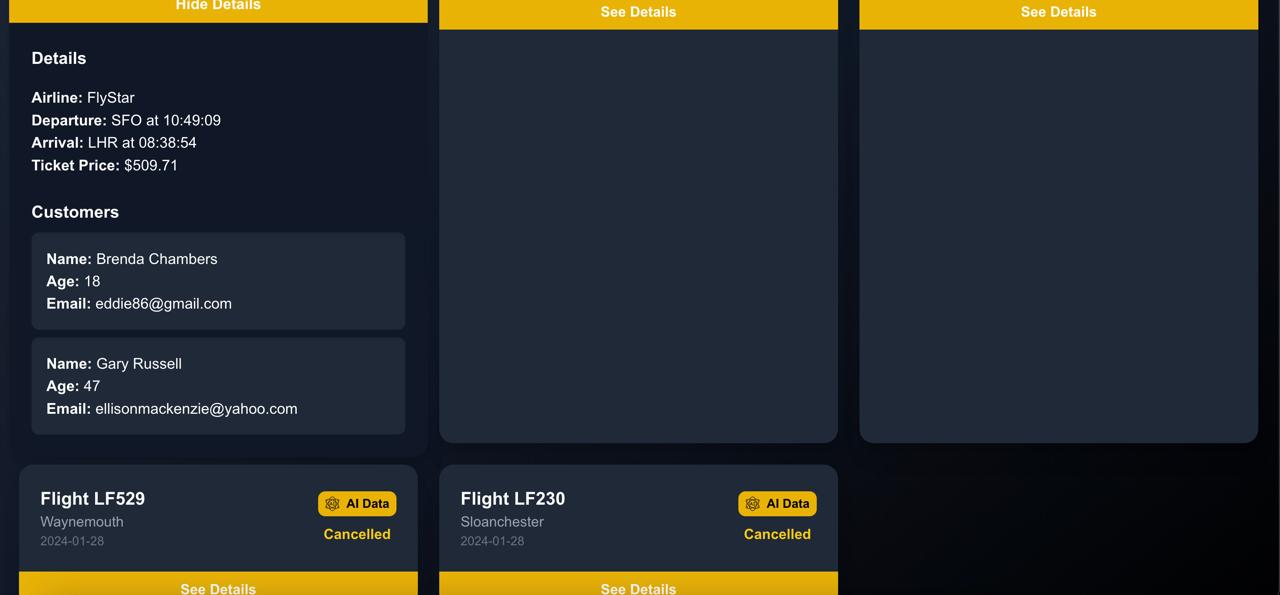 Hide Details
See Details
See Details
Details
Airline: FlyStar
Departure: SFO at 10:49:09
Arrival: LHR at 08:38:54
Ticket Price: $509.71
Customers
Name: Brenda Chambers
Age: 18
Email: eddie86@gmail.com
Name: Gary Russell
Age: 47
Email: ellisonmackenzie@yahoo.com
Flight LF529
AI Data
Waynemouth
Cancelled
2024-01-28
See Details
Flight LF230
AI Data
Sloanchester
Cancelled
2024-01-28
See Details